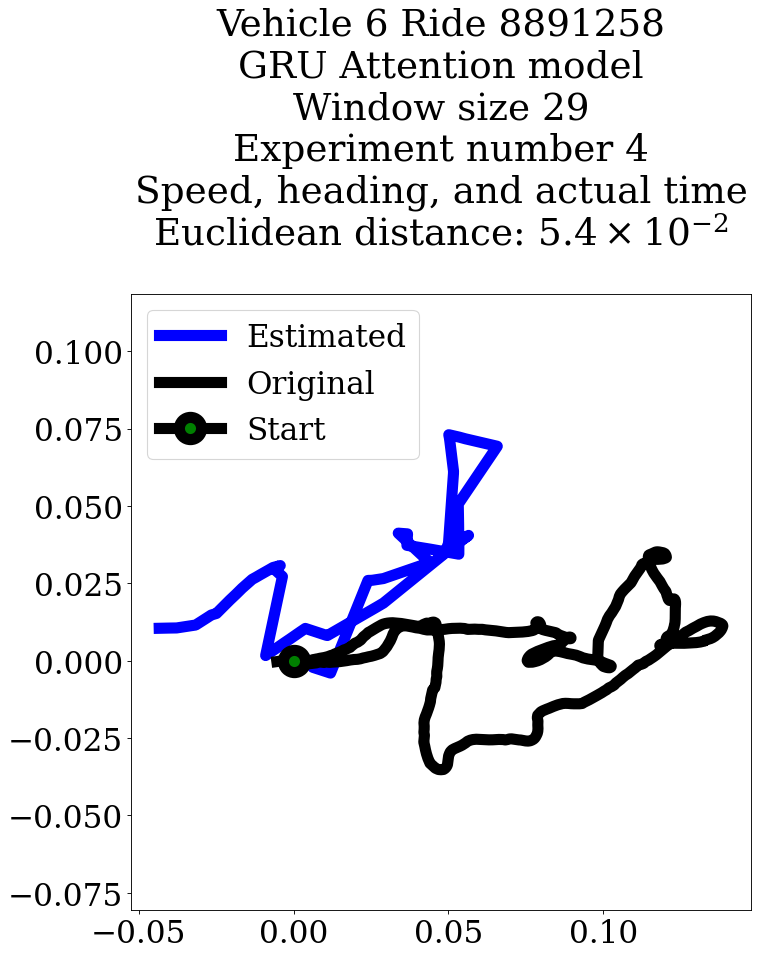 Vehicle 6 Ride 8891258
GRU Attention model
Window size 29
Experiment number 4
Speed, heading, and actual time
Euclidean distance: 5.4 × 10⁻²
Estimated
Original
Start
0.100
0.075
0.050
0.025
0.000
−0.025
−0.050
−0.075
−0.05 0.00 0.05 0.10